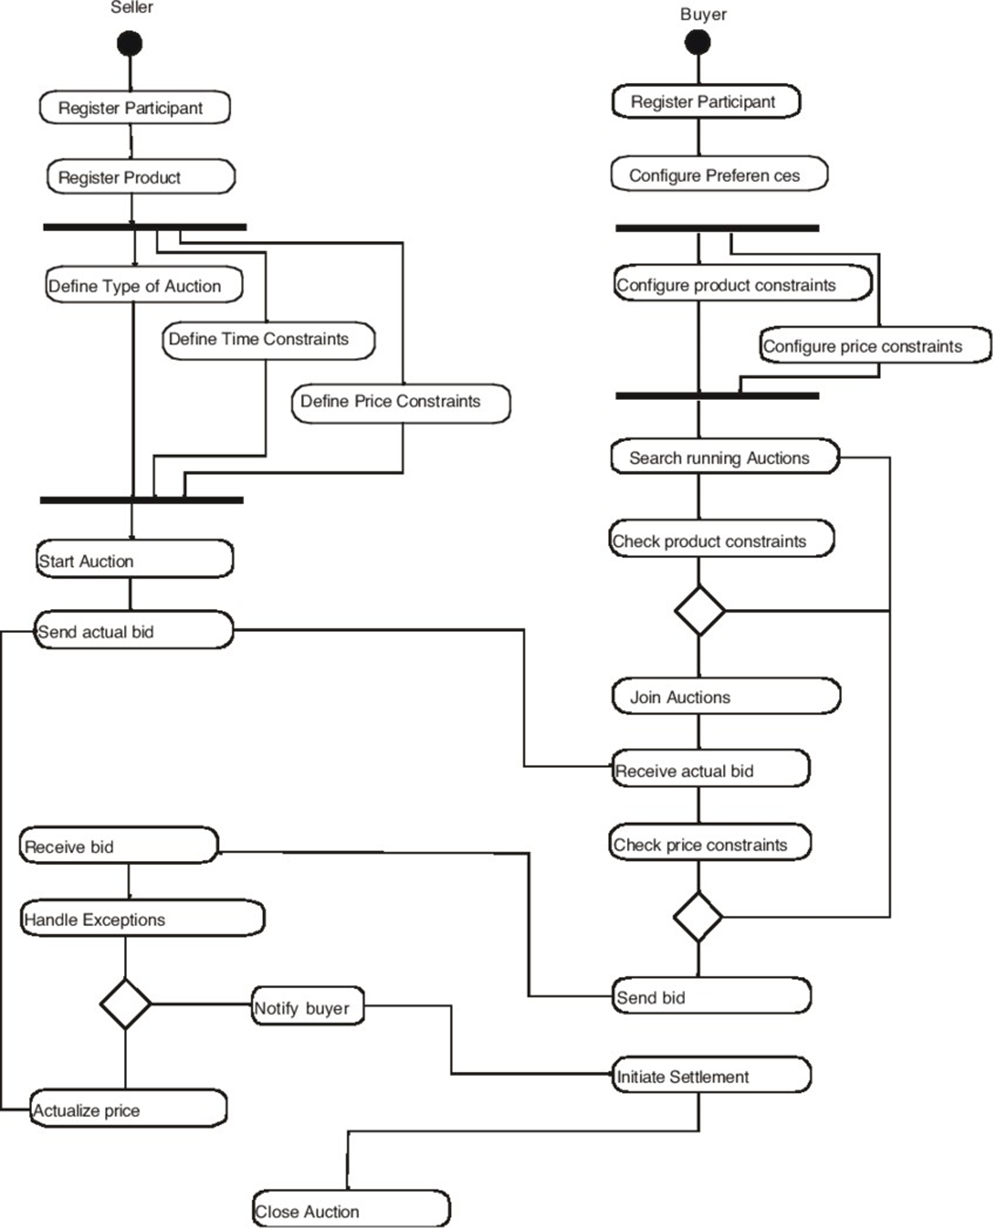 Seller
Register Participant
Register Product
Define Type of Auction
Define Time Constraints
Define Price Constraints
Start Auction
Send actual bid
Receive bid
Handle Exceptions
Notify buyer
Actualize price
Close Auction
Buyer
Register Participant
Configure Preferen ces
Configure product constraints
Configure price constraints
Search running Auctions
Check product constraints
Join Auctions
Receive actual bid
Check price constraints
Send bid
Initiate Settlement